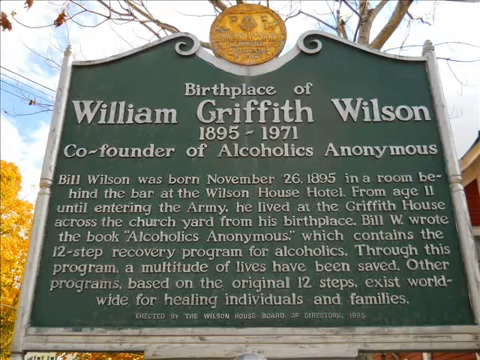 Birthplace of
William Griffith Wilson
1895 - 1971
Co-founder of Alcoholics Anonymous
Bill Wilson was born November 26, 1895 in a room be-
hind the bar at the Wilson House Hotel. From age 11
until entering the Army, he lived at the Griffith House
across the church yard from his birthplace. Bill W. wrote
the book "Alcoholics Anonymous," which contains the
12-step recovery program for alcoholics. Through this
program, a multitude of lives have been saved. Other
programs, based on the original 12 steps, exist world-
wide for healing individuals and families.
ERECTED BY THE WILSON HOUSE BOARD OF DIRECTORS, 1995